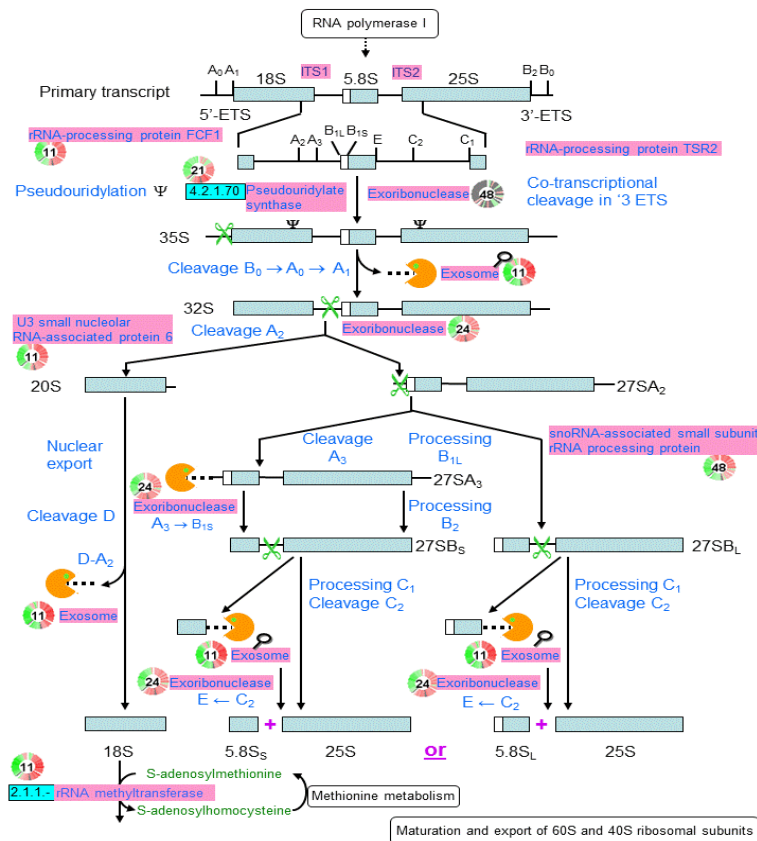 RNA polymerase I
A0 A1 18S ITS1 5.8S ITS2 25S B2 B0
Primary transcript
5'-ETS 3'-ETS
rRNA-processing protein FCF1
11
A2 A3 B1L B1S E C2 C1
rRNA-processing protein TSR2
21
Pseudouridylation Ψ 4.2.1.70 Pseudouridylate synthase
Exoribonuclease 48
Co-transcriptional
cleavage in '3 ETS
Ψ Ψ
35S
Cleavage B0 → A0 → A1
Exosome 11
32S
Cleavage A2
Exoribonuclease 24
U3 small nucleolar
RNA-associated protein 6
11
20S
27SA2
Nuclear
export
Cleavage
A3
Processing
B1L
snoRNA-associated small subunit
rRNA processing protein
48
24
27SA3
Exoribonuclease
A3 → B1S
Processing
B2
Cleavage D
27SBS
27SBL
D-A2
Processing C1
Cleavage C2
Processing C1
Cleavage C2
11 Exosome
11 Exosome
11 Exosome
24 Exoribonuclease
E ← C2
24 Exoribonuclease
E ← C2
+ +
18S 5.8SS 25S or 5.8SL 25S
11
S-adenosylmethionine
2.1.1.- rRNA methyltransferase
Methionine metabolism
S-adenosylhomocysteine
Maturation and export of 60S and 40S ribosomal subunits